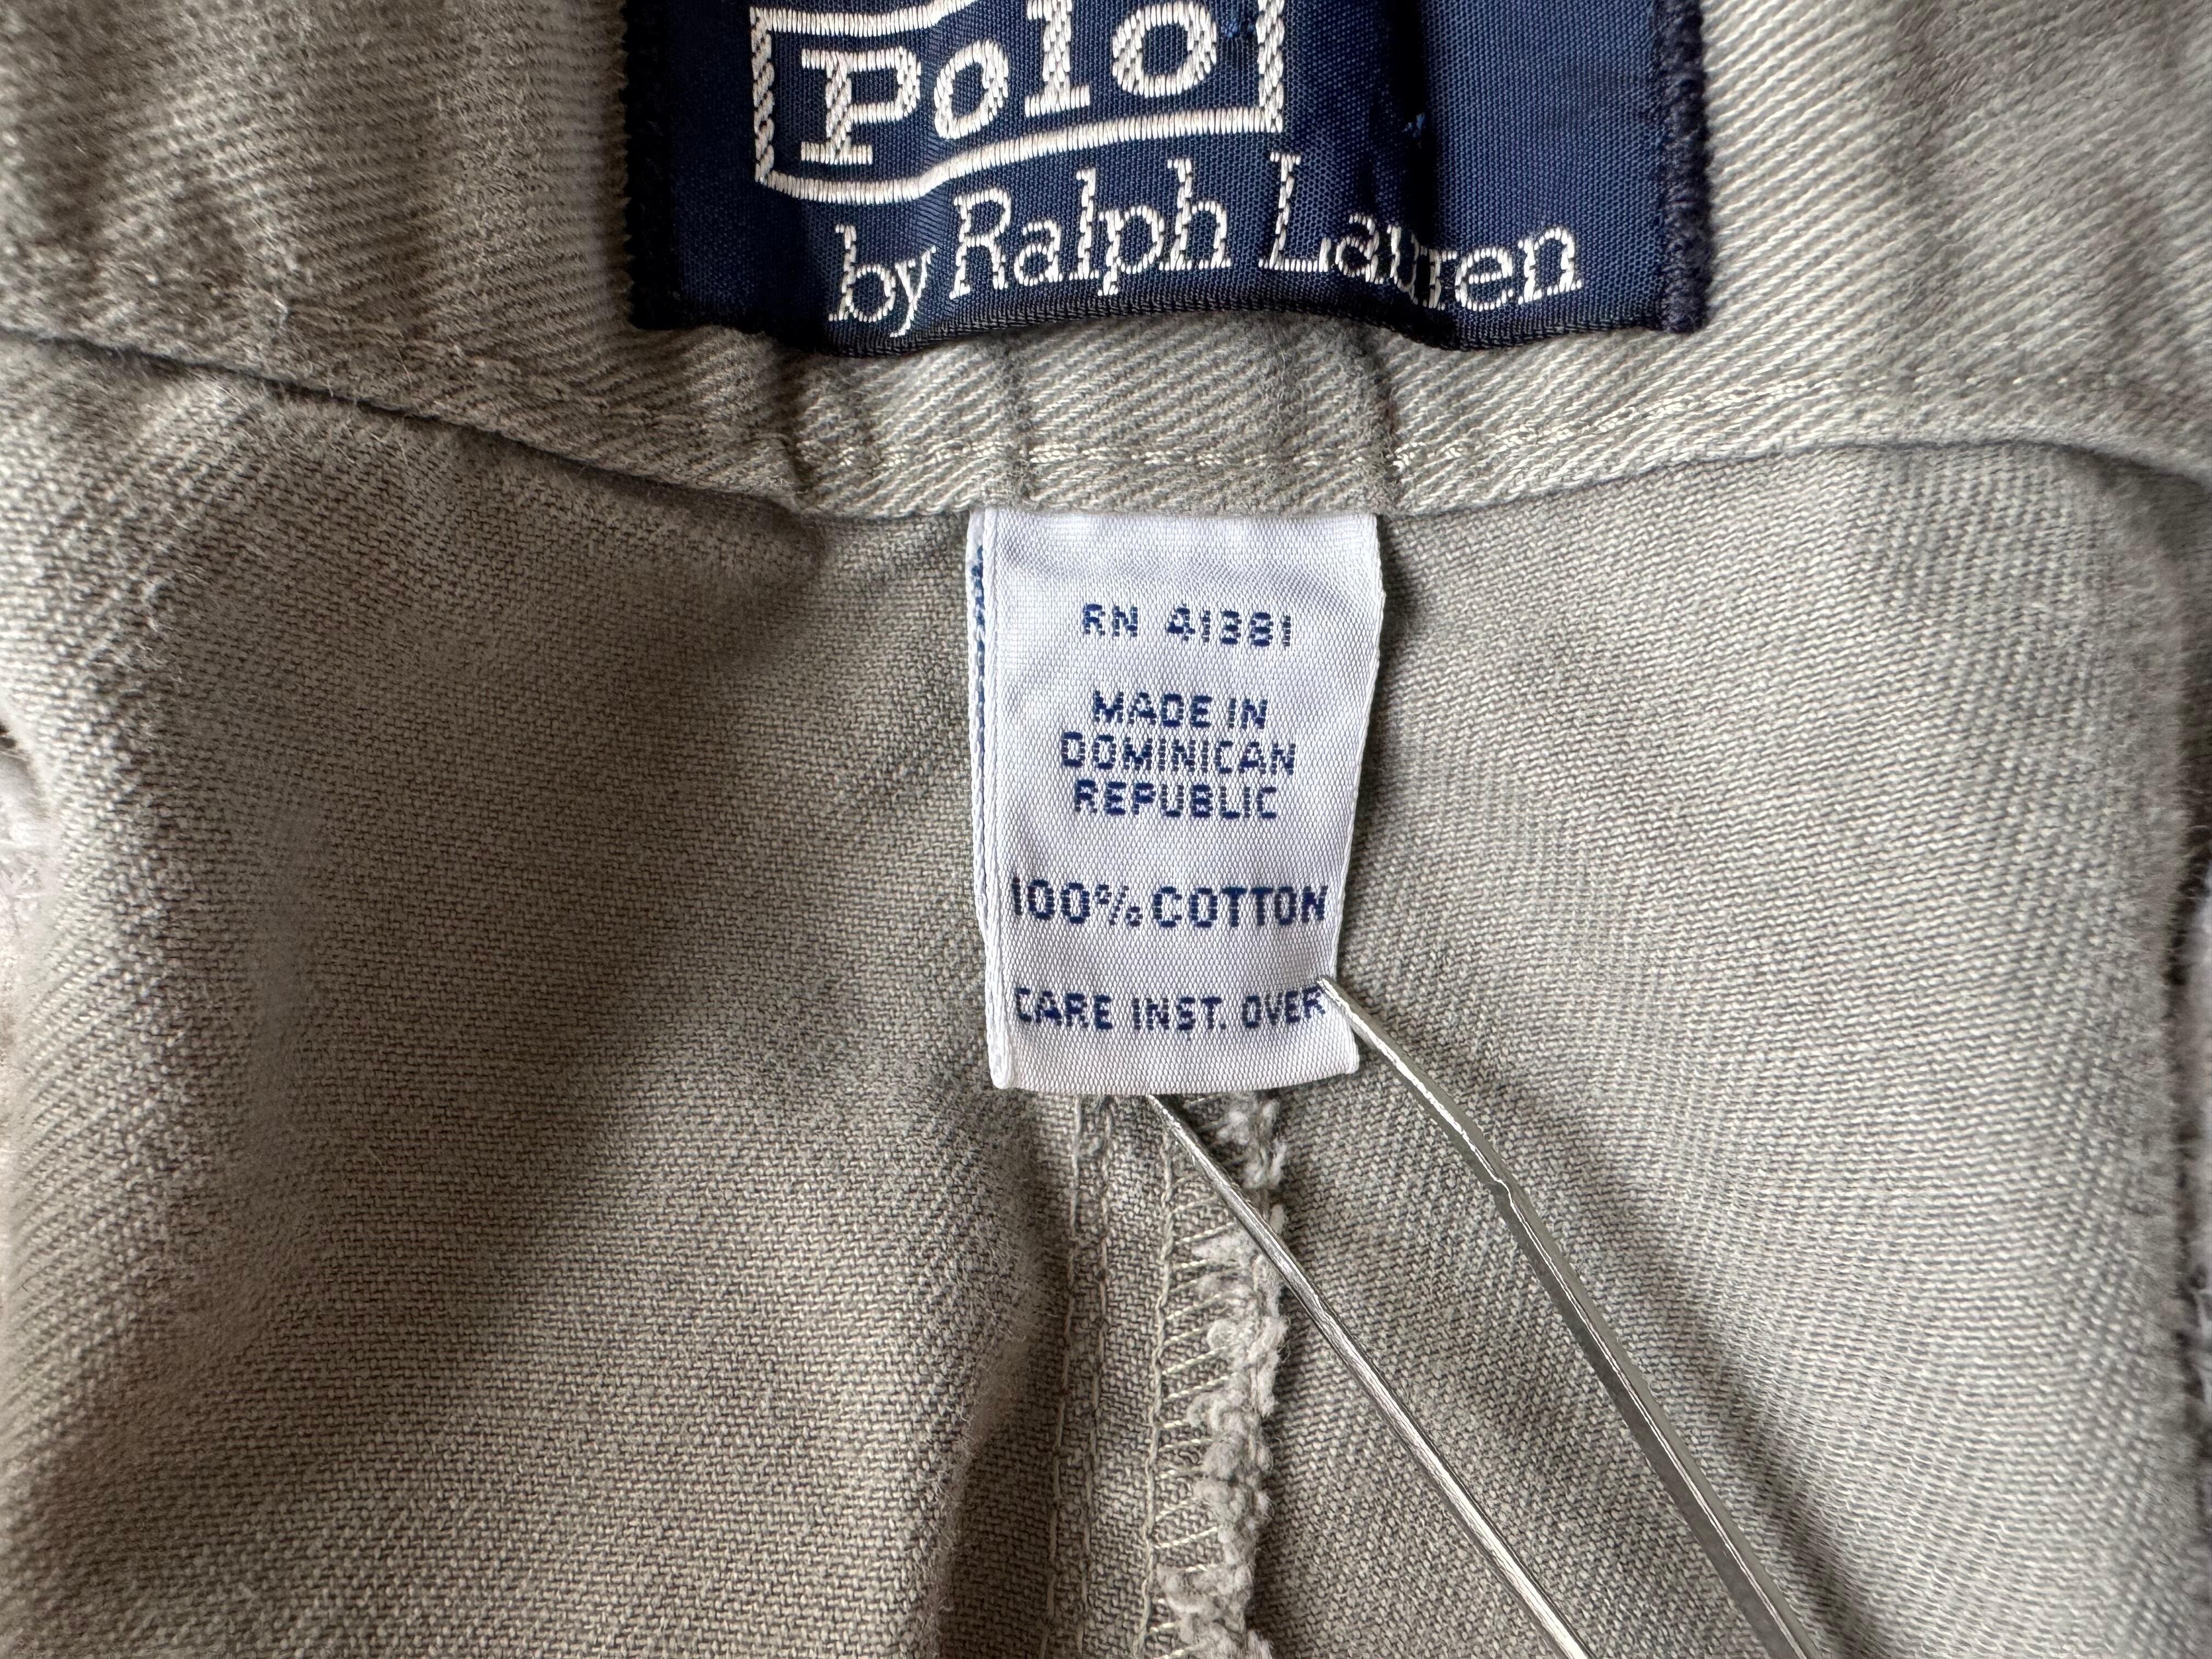 Polo
by Ralph Lauren
RN 41381
MADE IN
DOMINICAN
REPUBLIC
100% COTTON
CARE INST. OVER